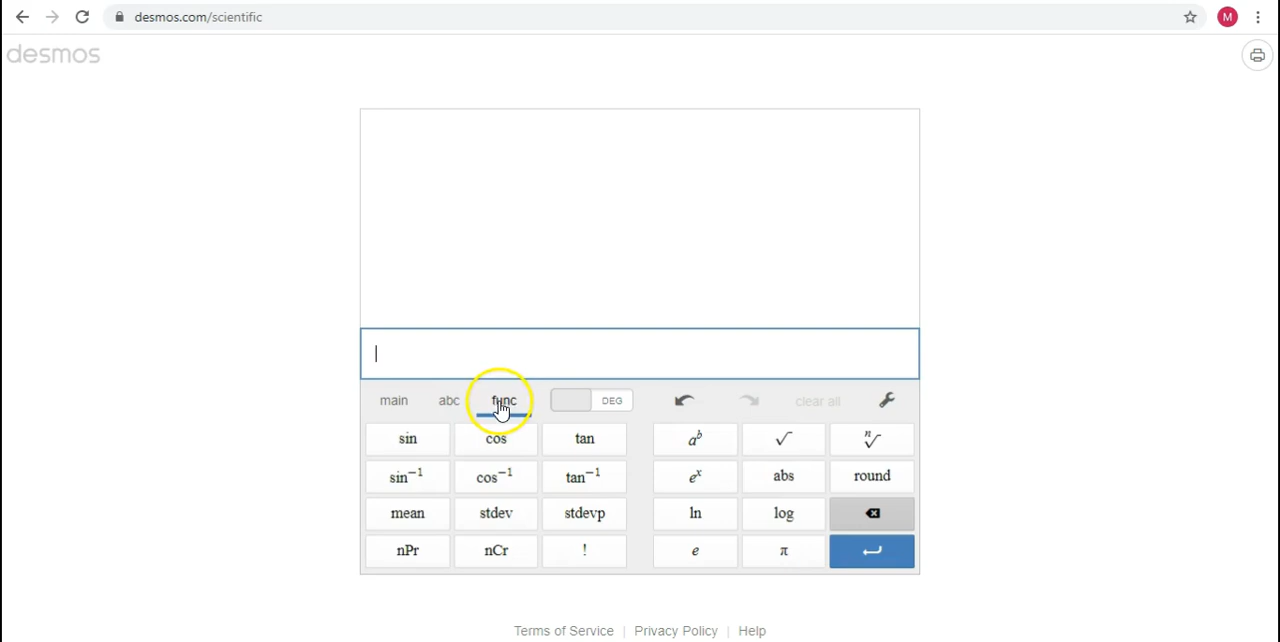 desmos.com/scientific
M
desmos
main abc func DEG clear all
sin cos tan a^b √ ⁿ√
sin⁻¹ cos⁻¹ tan⁻¹ eˣ abs round
mean stdev stdevp ln log
nPr nCr ! e π
Terms of Service | Privacy Policy | Help